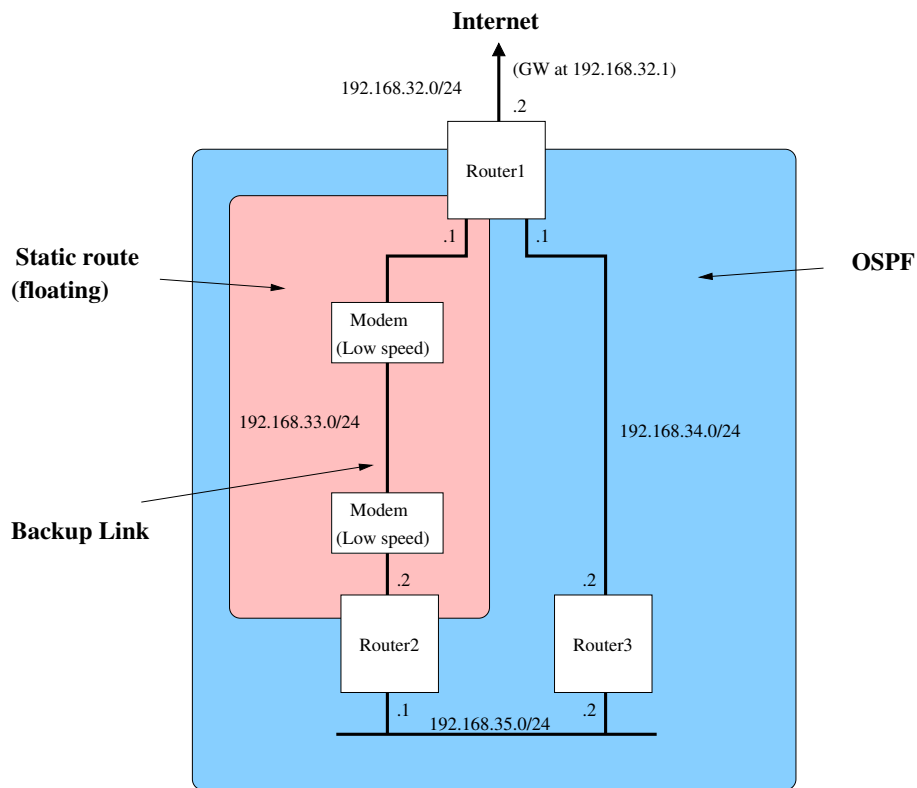 Internet
(GW at 192.168.32.1)
192.168.32.0/24
.2
Router1
.1
.1
Static route
(floating)
OSPF
Modem
(Low speed)
192.168.33.0/24
192.168.34.0/24
Backup Link
Modem
(Low speed)
.2
.2
Router2
Router3
.1
.2
192.168.35.0/24